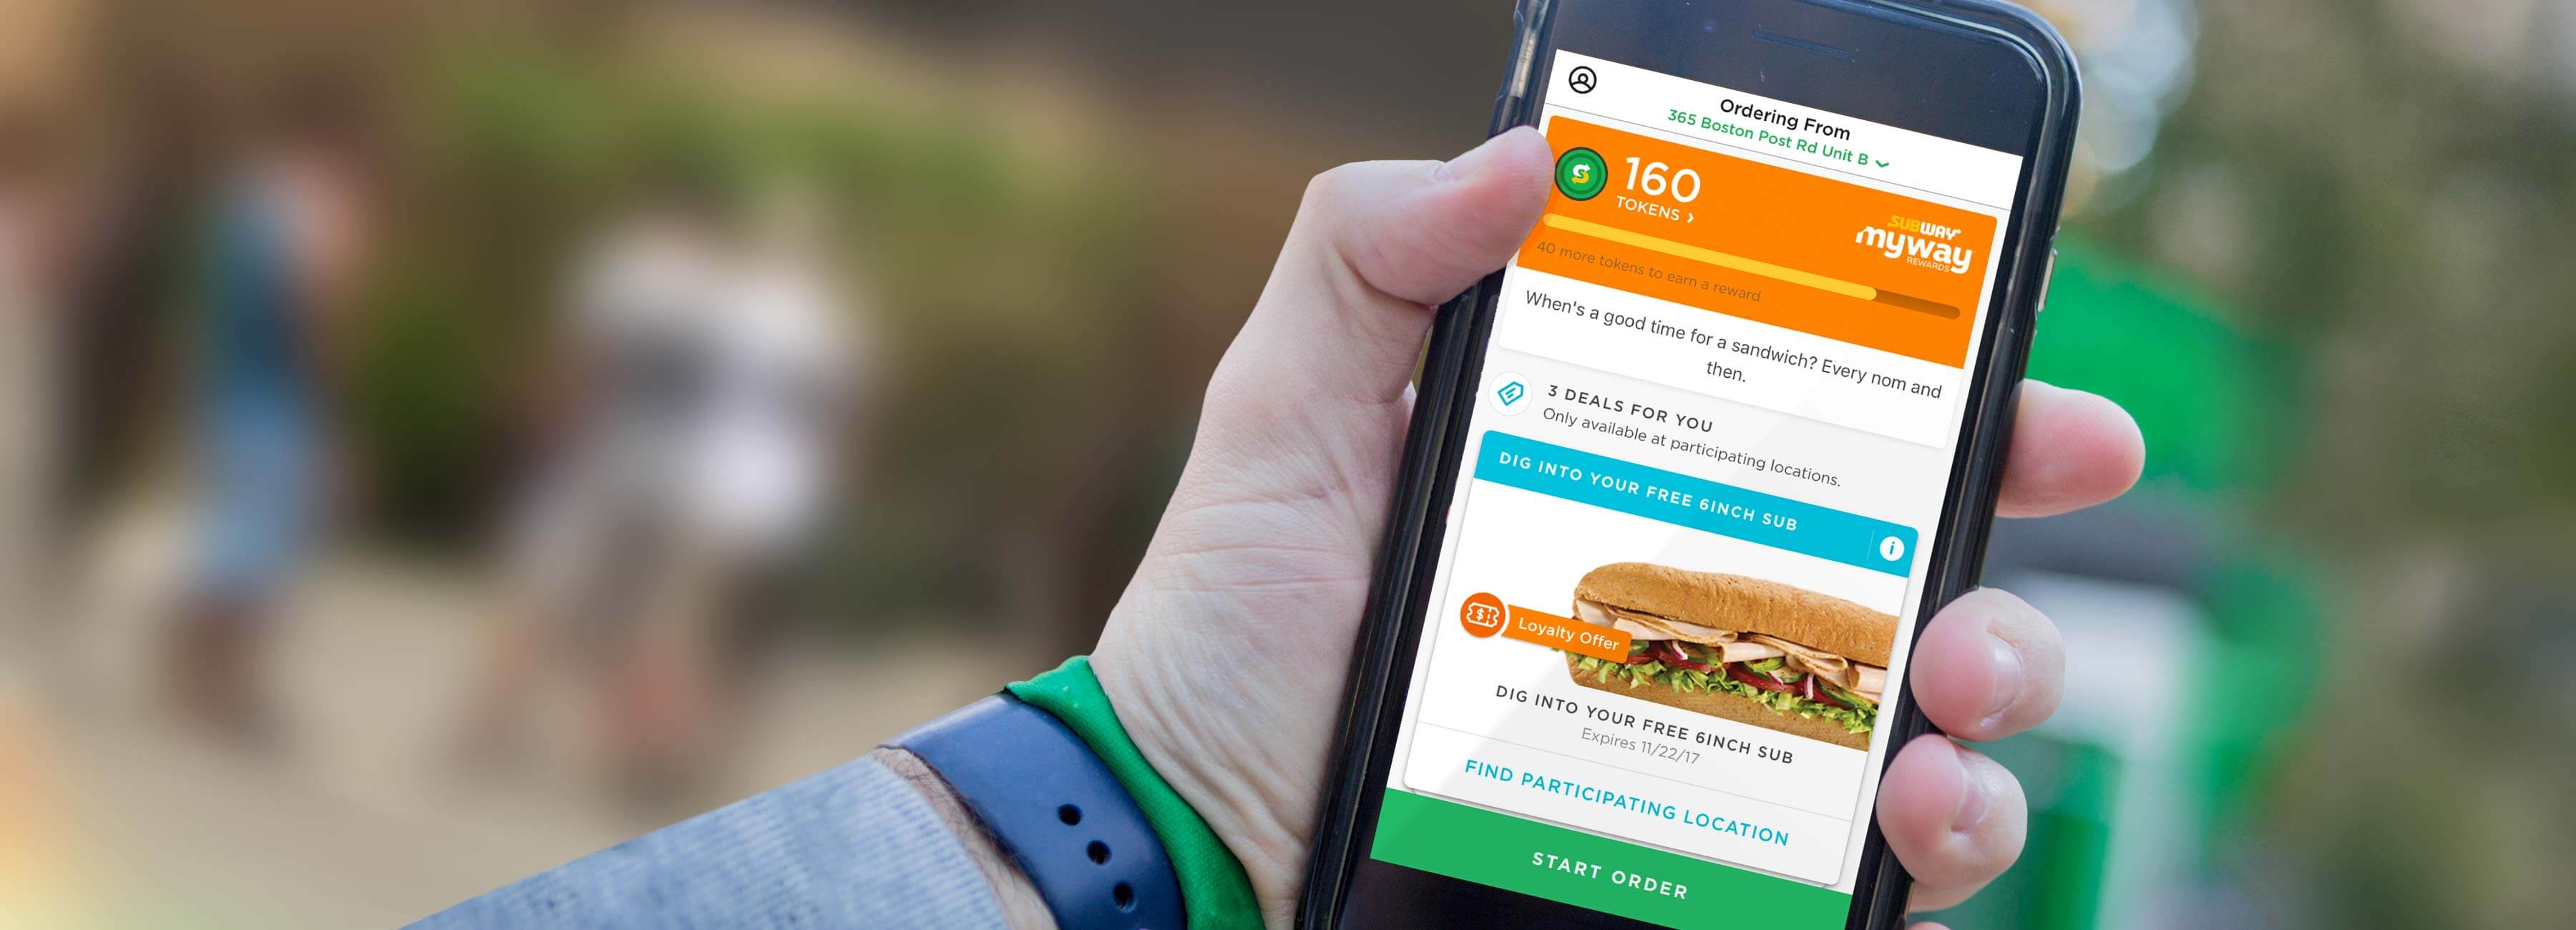 Ordering From
365 Boston Post Rd Unit B
160
TOKENS
SUBWAY
myway
REWARDS
40 more tokens to earn a reward
When's a good time for a sandwich? Every nom and
then.
3 DEALS FOR YOU
Only available at participating locations.
DIG INTO YOUR FREE 6INCH SUB
i
Loyalty Offer
DIG INTO YOUR FREE 6INCH SUB
Expires 11/22/17
FIND PARTICIPATING LOCATION
START ORDER